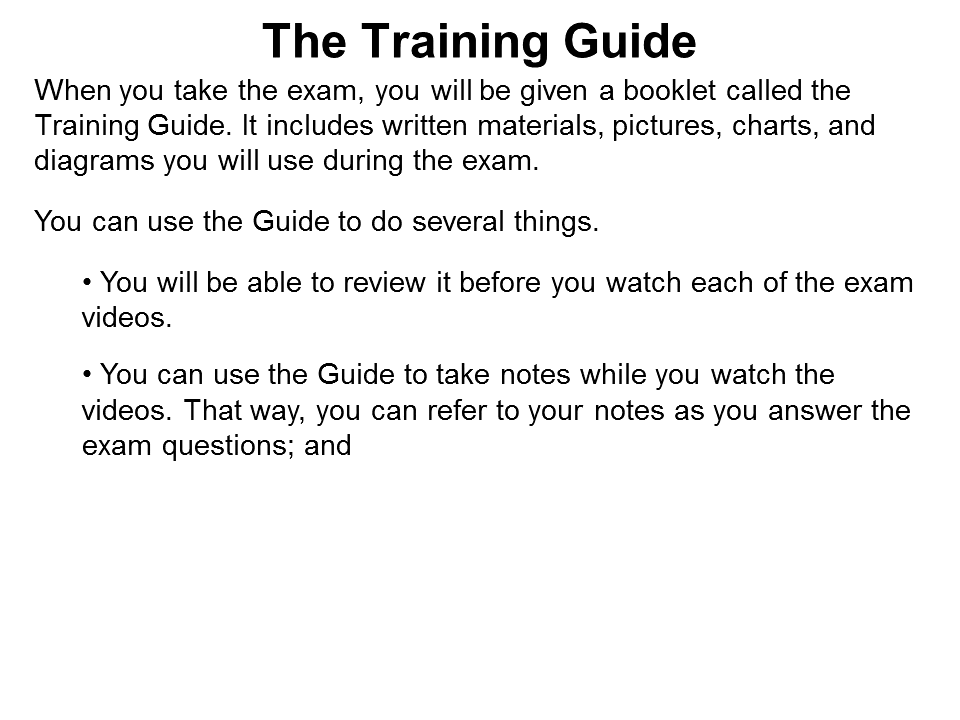 The Training Guide
When you take the exam, you will be given a booklet called the
Training Guide. It includes written materials, pictures, charts, and
diagrams you will use during the exam.
You can use the Guide to do several things.
• You will be able to review it before you watch each of the exam
videos.
• You can use the Guide to take notes while you watch the
videos. That way, you can refer to your notes as you answer the
exam questions; and